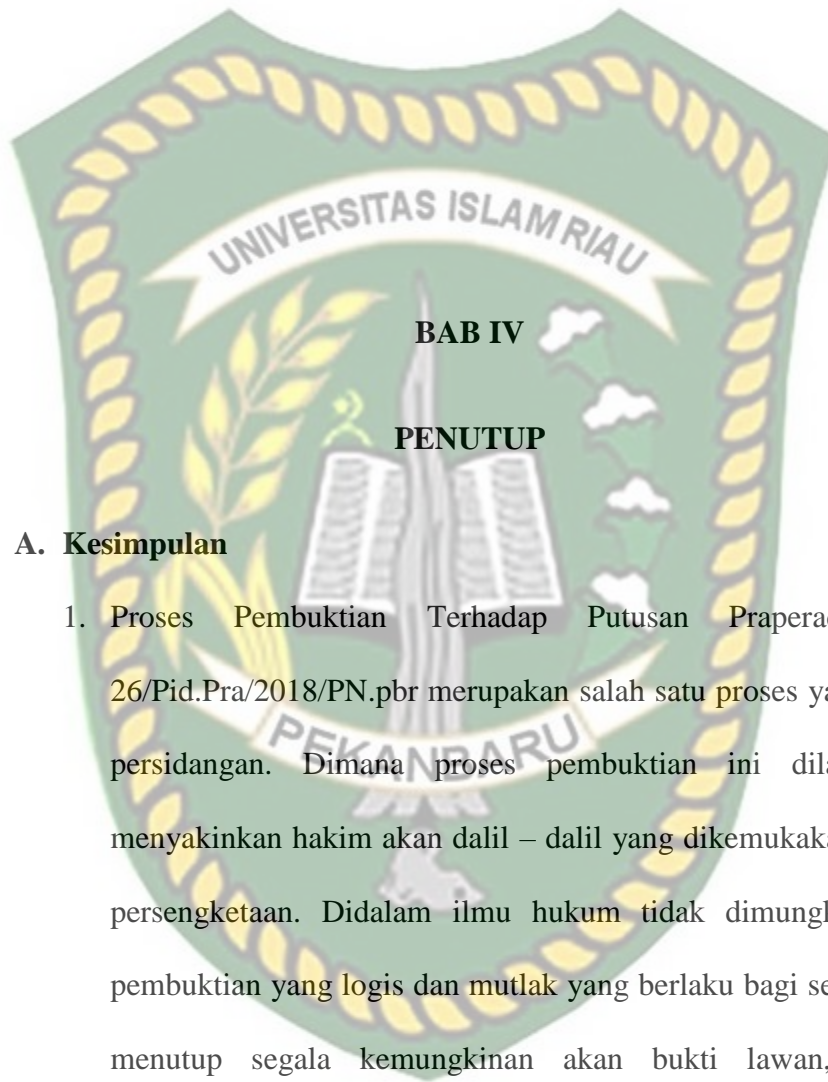 UNIVERSITAS ISLAM RIAU
BAB IV
PENUTUP
A. Kesimpulan
1. Proses Pembuktian Terhadap Putusan
26/Pid.Pra/2018/PN.pbr merupakan salah satu proses
persidangan. Dimana proses pembuktian ini
PEKANBARU
menyakinkan hakim akan dalil – dalil yang
persengketaan. Didalam ilmu hukum tidak
pembuktian yang logis dan mutlak yang berlaku bagi
menutup segala kemungkinan akan bukti lawan,